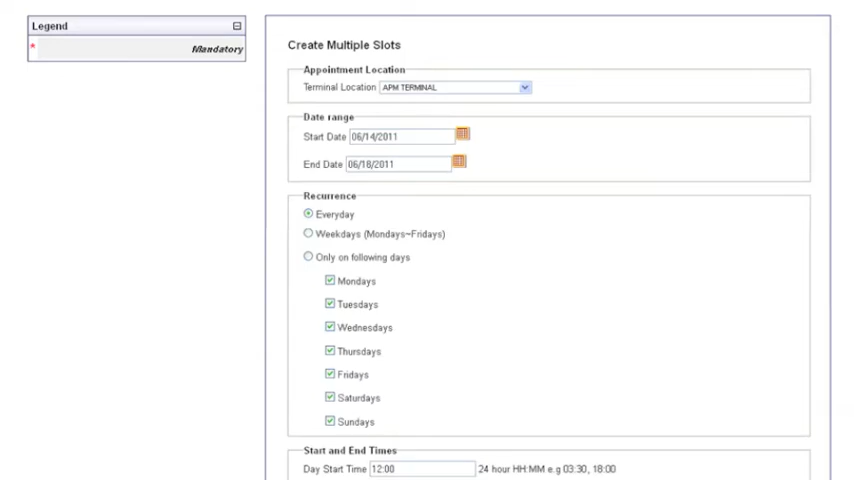 Legend
* Mandatory
Create Multiple Slots
Appointment Location
Terminal Location APM TERMINAL
Date range
Start Date 06/14/2011
End Date 06/18/2011
Recurrence
Everyday
Weekdays (Mondays~Fridays)
Only on following days
Mondays
Tuesdays
Wednesdays
Thursdays
Fridays
Saturdays
Sundays
Start and End Times
Day Start Time 12:00 24 hour HH:MM e.g 03:30, 18:00